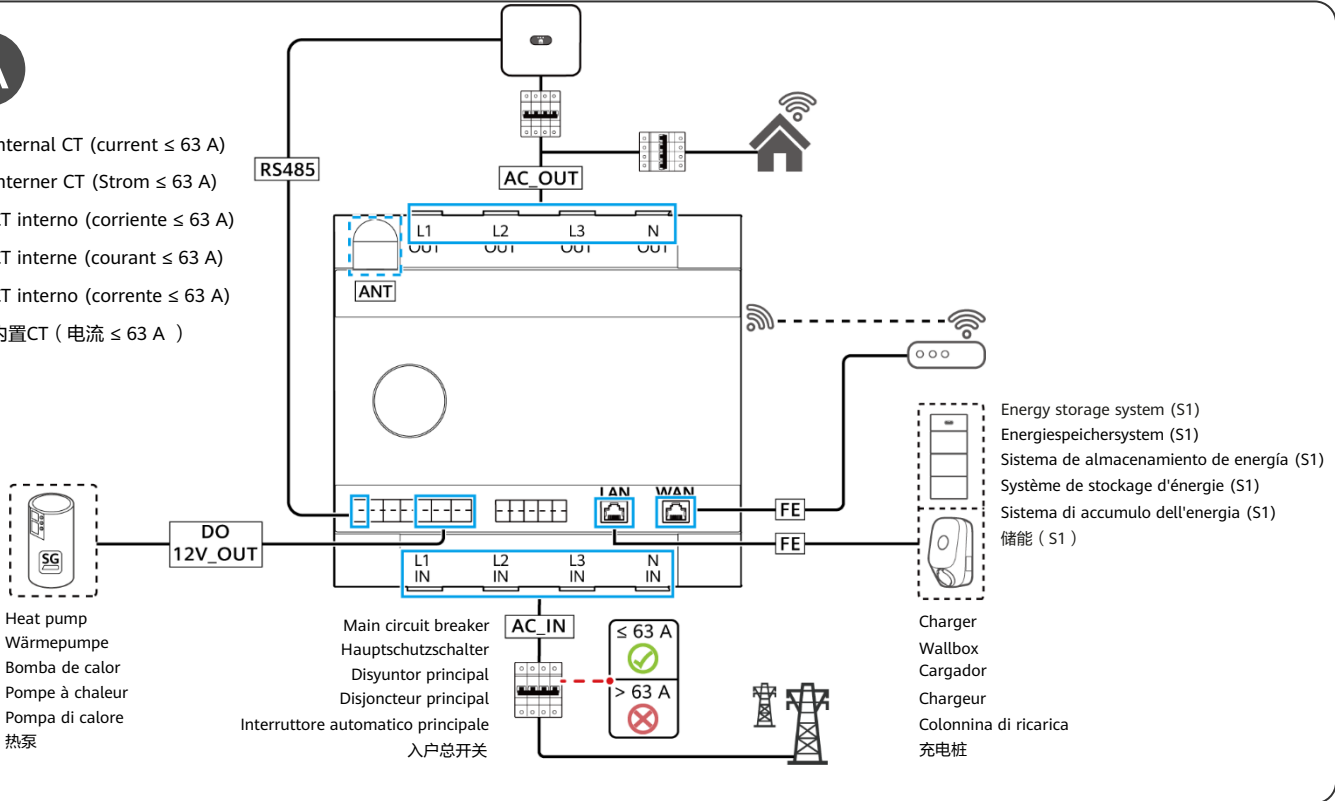 A
nternal CT (current ≤ 63 A)
nterner CT (Strom ≤ 63 A)
T interno (corriente ≤ 63 A)
T interne (courant ≤ 63 A)
T interno (corrente ≤ 63 A)
内置CT（电流 ≤ 63 A ）
RS485
AC_OUT
L1 L2 L3 N
OUT OUT OUT OUT
ANT
LAN WAN
FE
FE
DO
12V_OUT
SG
L1 L2 L3 N
IN IN IN IN
AC_IN
≤ 63 A
> 63 A
Energy storage system (S1)
Energiespeichersystem (S1)
Sistema de almacenamiento de energía (S1)
Système de stockage d'énergie (S1)
Sistema di accumulo dell'energia (S1)
储能（S1）
Heat pump
Wärmepumpe
Bomba de calor
Pompe à chaleur
Pompa di calore
热泵
Main circuit breaker
Hauptschutzschalter
Disyuntor principal
Disjoncteur principal
Interruttore automatico principale
入户总开关
Charger
Wallbox
Cargador
Chargeur
Colonnina di ricarica
充电桩